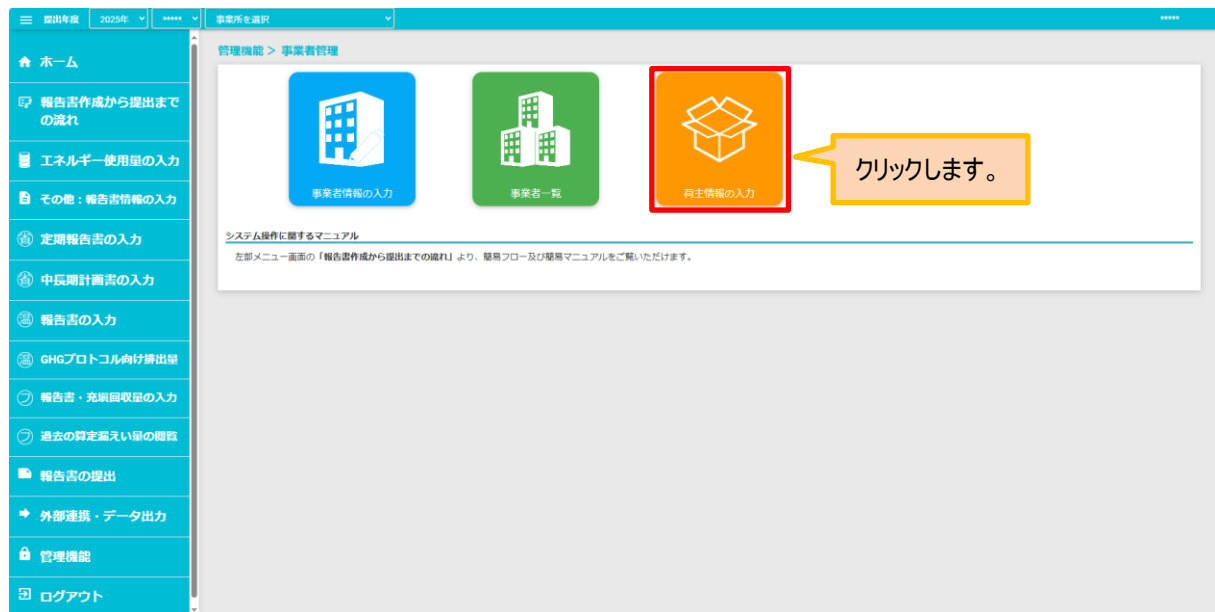 提出年度 2025年 ***** 事業所を選択 *****
ホーム
報告書作成から提出まで
の流れ
エネルギー使用量の入力
その他：報告書情報の入力
定期報告書の入力
中長期計画書の入力
報告書の入力
GHGプロトコル向け排出量
報告書・充填回収量の入力
過去の算定漏えい量の閲覧
報告書の提出
外部連携・データ出力
管理機能
ログアウト
管理機能 > 事業者管理
事業者情報の入力
事業者一覧
荷主情報の入力
クリックします。
システム操作に関するマニュアル
左部メニュー画面の「報告書作成から提出までの流れ」より、簡易フロー及び簡易マニュアルをご覧いただけます。